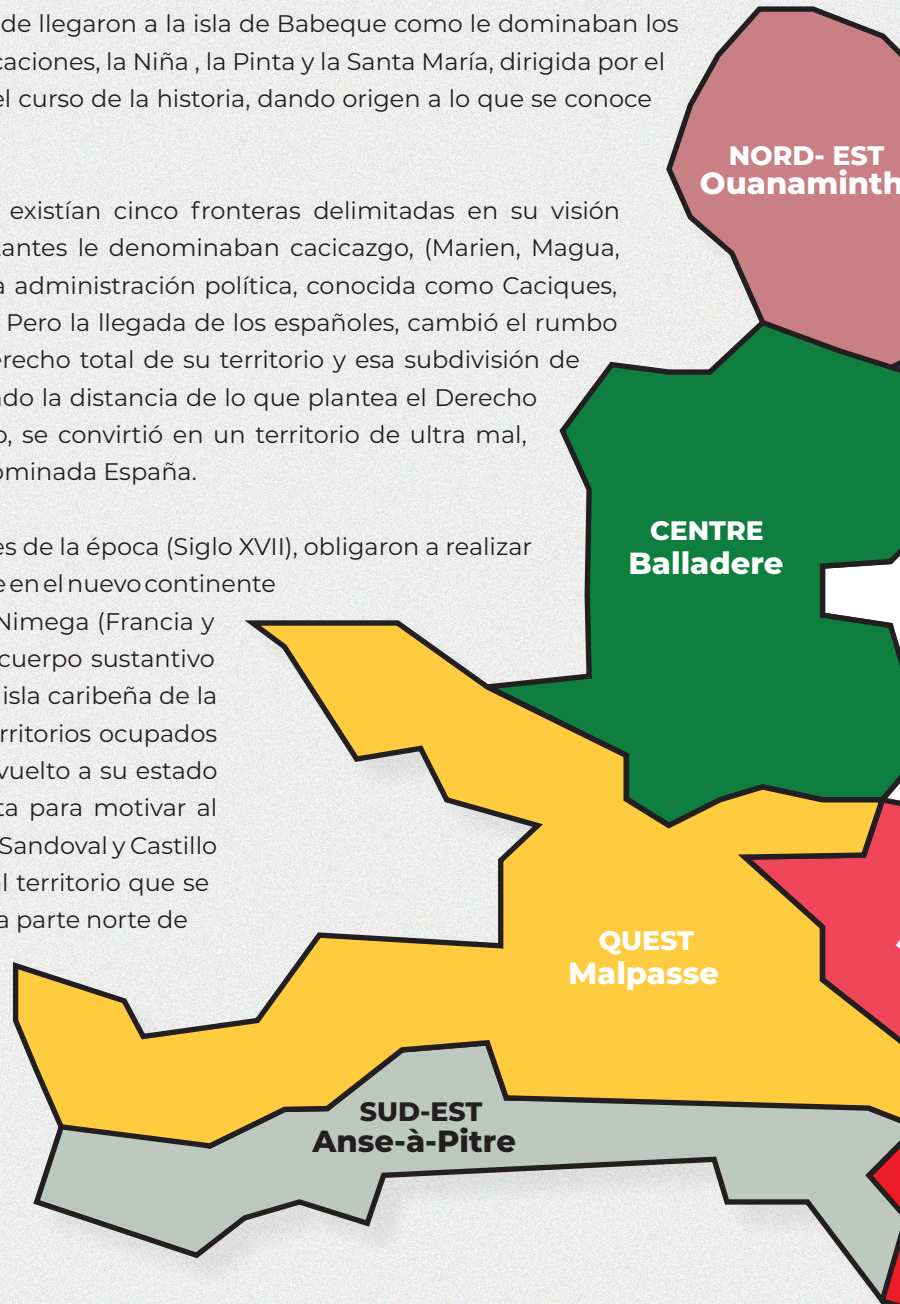 de llegaron a la isla de Babeque como le dominaban los
caciones, la Niña , la Pinta y la Santa María, dirigida por el
el curso de la historia, dando origen a lo que se conoce
existían cinco fronteras delimitadas en su visión
tantes le denominaban cacicazgo, (Marien, Magua,
a administración política, conocida como Caciques,
Pero la llegada de los españoles, cambió el rumbo
erecho total de su territorio y esa subdivisión de
ndo la distancia de lo que plantea el Derecho
o, se convirtió en un territorio de ultra mal,
ominada España.
es de la época (Siglo XVII), obligaron a realizar
e en el nuevo continente
Nimega (Francia y
cuerpo sustantivo
isla caribeña de la
rritorios ocupados
vuelto a su estado
ta para motivar al
Sandoval y Castillo
al territorio que se
a parte norte de
NORD- EST
Ouanaminth
CENTRE
Balladere
QUEST
Malpasse
SUD-EST
Anse-à-Pitre